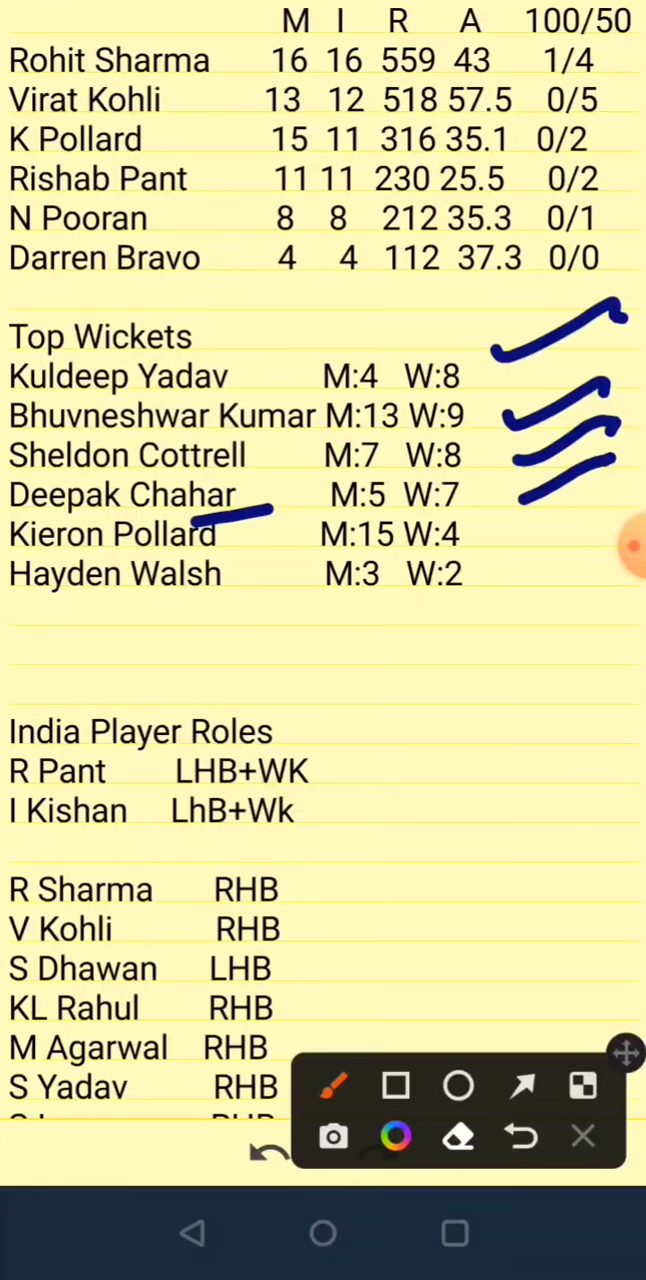 M I R A 100/50
Rohit Sharma 16 16 559 43 1/4
Virat Kohli 13 12 518 57.5 0/5
K Pollard 15 11 316 35.1 0/2
Rishab Pant 11 11 230 25.5 0/2
N Pooran 8 8 212 35.3 0/1
Darren Bravo 4 4 112 37.3 0/0
Top Wickets
Kuldeep Yadav M:4 W:8
Bhuvneshwar Kumar M:13 W:9
Sheldon Cottrell M:7 W:8
Deepak Chahar M:5 W:7
Kieron Pollard M:15 W:4
Hayden Walsh M:3 W:2
India Player Roles
R Pant LHB+WK
I Kishan LhB+Wk
R Sharma RHB
V Kohli RHB
S Dhawan LHB
KL Rahul RHB
M Agarwal RHB
S Yadav RHB